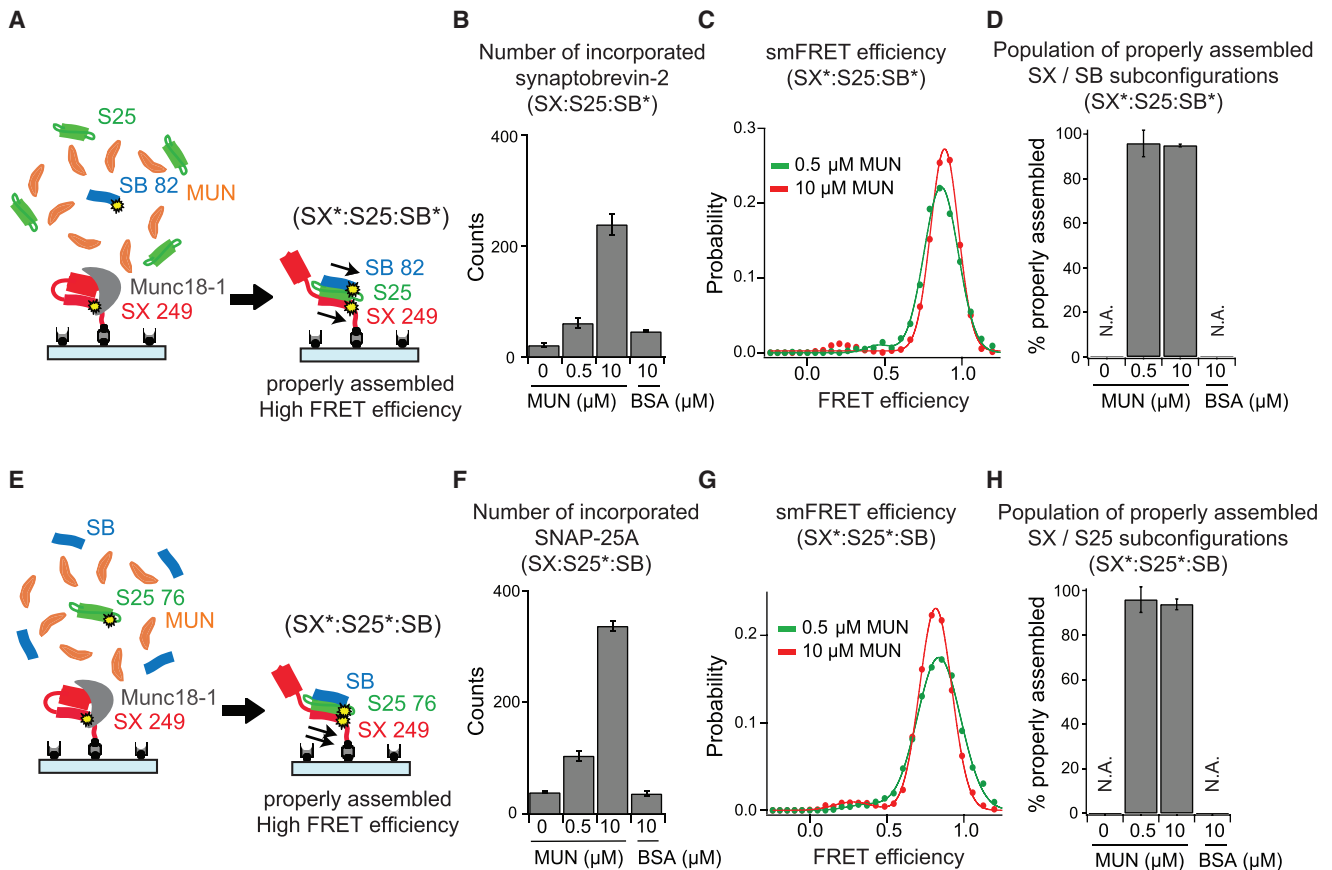 A
S25
SB 82
MUN
Munc18-1
SX 249
(SX*:S25:SB*)
SB 82
S25
SX 249
properly assembled
High FRET efficiency
B
Number of incorporated
synaptobrevin-2
(SX:S25:SB*)
Counts
400
200
0
0 0.5 10 10
MUN (µM) BSA (µM)
C
smFRET efficiency
(SX*:S25:SB*)
Probability
0.3
0.2
0.1
0.0
0.5 µM MUN
10 µM MUN
0.0 0.5 1.0
FRET efficiency
D
Population of properly assembled
SX / SB subconfigurations
(SX*:S25:SB*)
% properly assembled
100
80
60
40
20
0
N.A.
N.A.
0 0.5 10 10
MUN (µM) BSA (µM)
E
SB
S25 76
MUN
Munc18-1
SX 249
(SX*:S25*:SB)
SB
S25 76
SX 249
properly assembled
High FRET efficiency
F
Number of incorporated
SNAP-25A
(SX:S25*:SB)
Counts
400
200
0
0 0.5 10 10
MUN (µM) BSA (µM)
G
smFRET efficiency
(SX*:S25*:SB)
Probability
0.2
0.1
0.0
0.5 µM MUN
10 µM MUN
0.0 0.5 1.0
FRET efficiency
H
Population of properly assembled
SX / S25 subconfigurations
(SX*:S25*:SB)
% properly assembled
100
80
60
40
20
0
N.A.
N.A.
0 0.5 10 10
MUN (µM) BSA (µM)